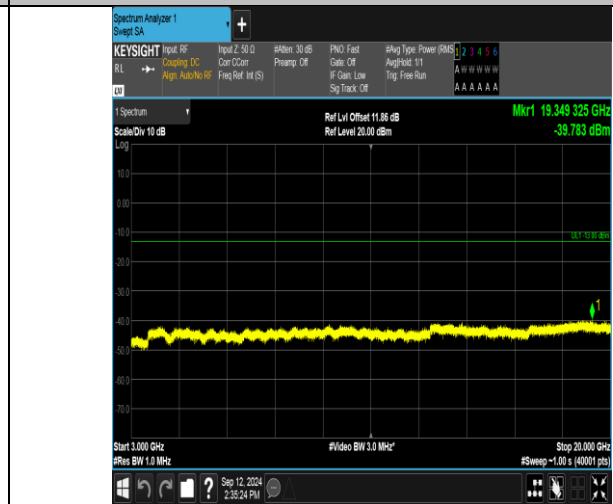 Spectrum Analyzer 1
Swept SA
+
KEYSIGHT
RL
Input: RF
Coupling: DC
Align: Auto/No RF
Input Z: 50 Ω
Corr CCorr
Freq Ref: Int (S)
#Atten: 30 dB
Preamp: Off
PNO: Fast
Gate: Off
IF Gain: Low
Sig Track: Off
#Avg Type: Power (RMS
Avg|Hold: 1/1
Trig: Free Run
1 2 3 4 5 6
A W W W W W
A A A A A A
1 Spectrum
Scale/Div 10 dB
Log
Ref Lvl Offset 11.86 dB
Ref Level 20.00 dBm
Mkr1 19.349 325 GHz
-39.783 dBm
10.0
0.00
-10.0
DL1 -13.00 dBm
-20.0
-30.0
1
-60.0
-70.0
Start 3.000 GHz
#Res BW 1.0 MHz
#Video BW 3.0 MHz*
Stop 20.000 GHz
#Sweep ~1.00 s (40001 pts)
?
Sep 12, 2024
2:35:24 PM